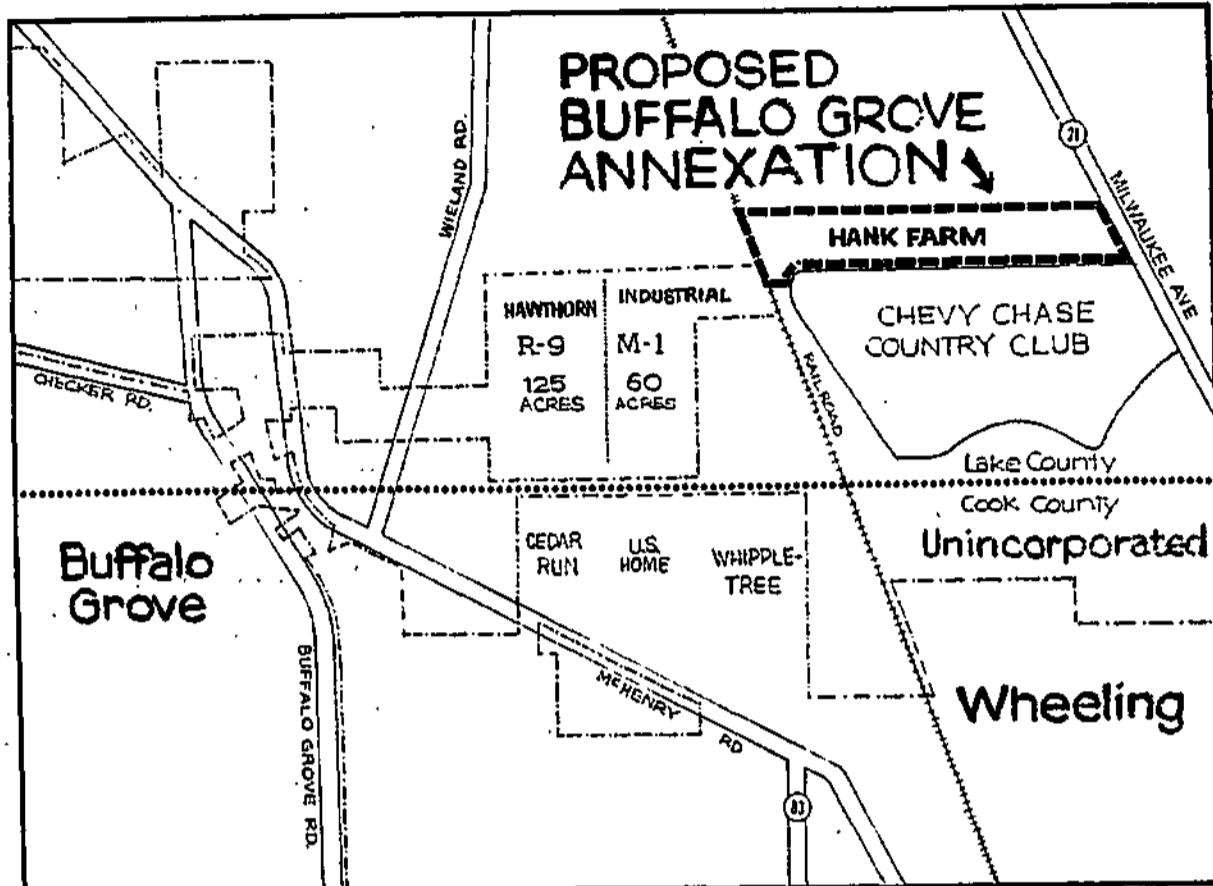 PROPOSED
BUFFALO GROVE
ANNEXATION
21
MILWAUKEE AVE
WIELAND RD.
HANK FARM
HAWTHORN
R-9
125
ACRES
INDUSTRIAL
M-1
60
ACRES
CHEVY CHASE
COUNTRY CLUB
CHECKER RD.
RAILROAD
Lake County
Cook County
Unincorporated
Buffalo
Grove
CEDAR
RUN
U.S.
HOME
WHIPPLE-
TREE
BUFFALO GROVE RD.
McHENRY
RD
Wheeling
83